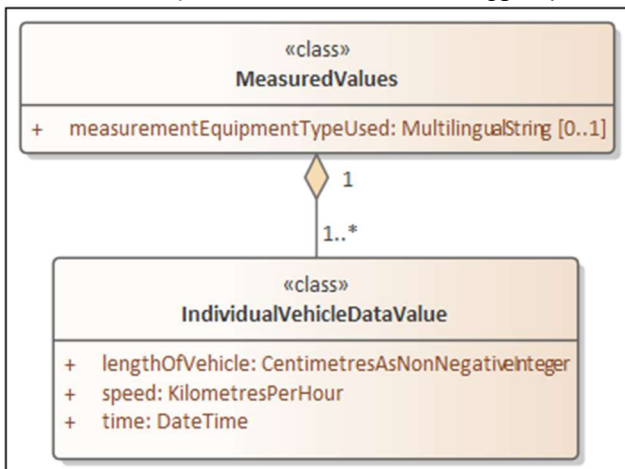 «class»
MeasuredValues
+ measurementEquipmentTypeUsed: MultilingualString [0..1]
1
1..*
«class»
IndividualVehicleDataValue
+ lengthOfVehicle: CentimetresAsNonNegativeInteger
+ speed: KilometresPerHour
+ time: DateTime